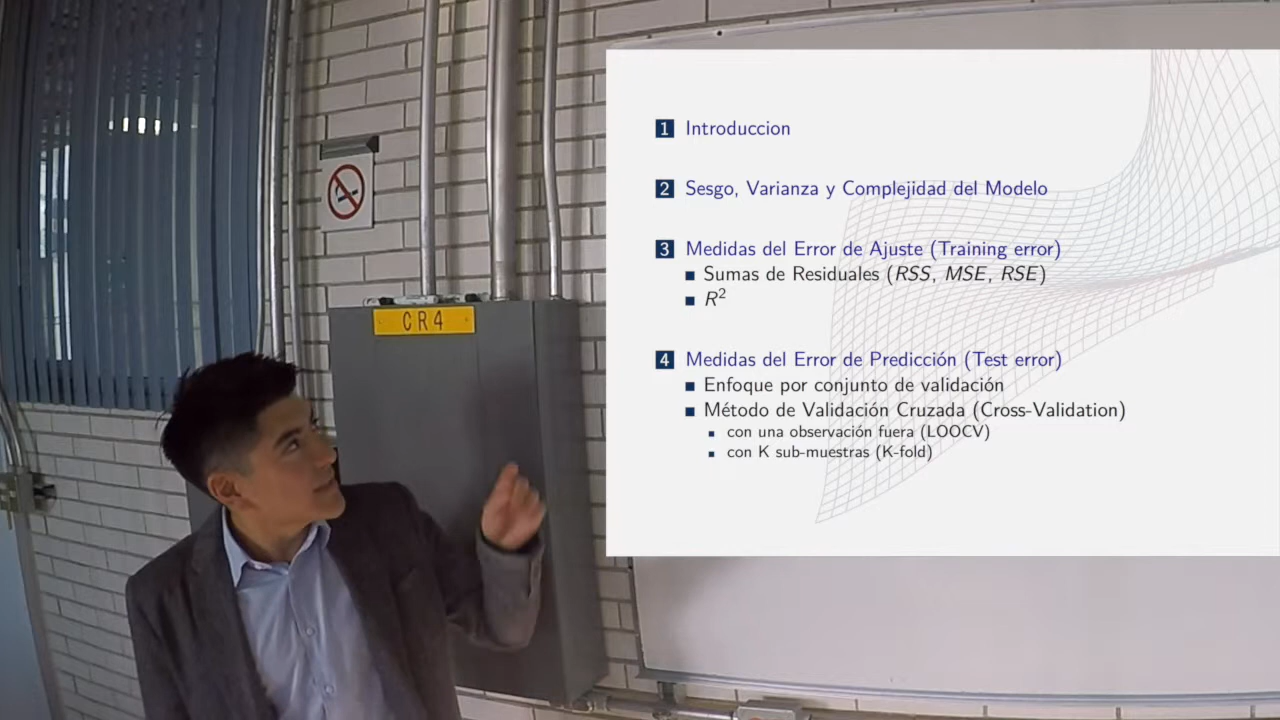 CR4
1 Introduccion
2 Sesgo, Varianza y Complejidad del Modelo
3 Medidas del Error de Ajuste (Training error)
Sumas de Residuales (RSS, MSE, RSE)
R²
4 Medidas del Error de Predicción (Test error)
Enfoque por conjunto de validación
Método de Validación Cruzada (Cross-Validation)
con una observación fuera (LOOCV)
con K sub-muestras (K-fold)